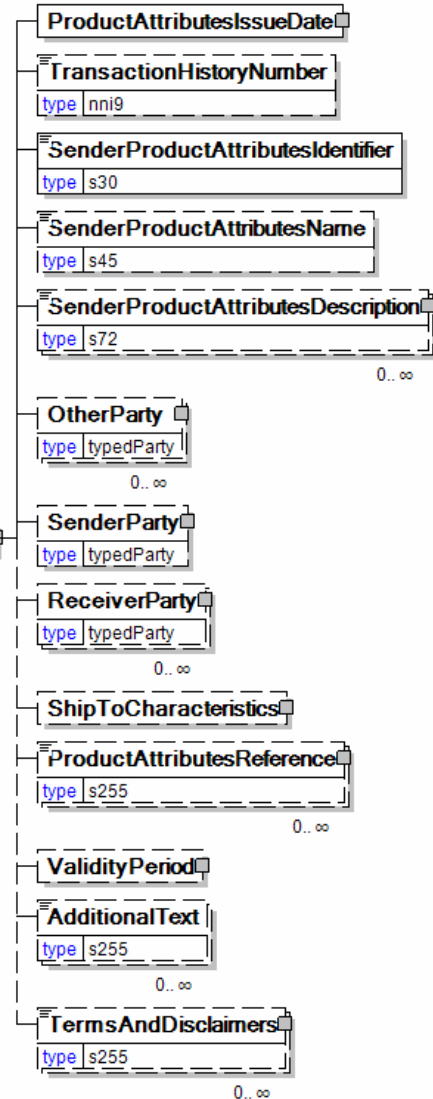 ProductAttributesIssueDate
TransactionHistoryNumber
type nni9
SenderProductAttributesIdentifier
type s30
SenderProductAttributesName
type s45
SenderProductAttributesDescription
type s72
0.. ∞
OtherParty
type typedParty
0.. ∞
SenderParty
type typedParty
ReceiverParty
type typedParty
0.. ∞
ShipToCharacteristics
ProductAttributesReference
type s255
0.. ∞
ValidityPeriod
AdditionalText
type s255
0.. ∞
TermsAndDisclaimers
type s255
0.. ∞